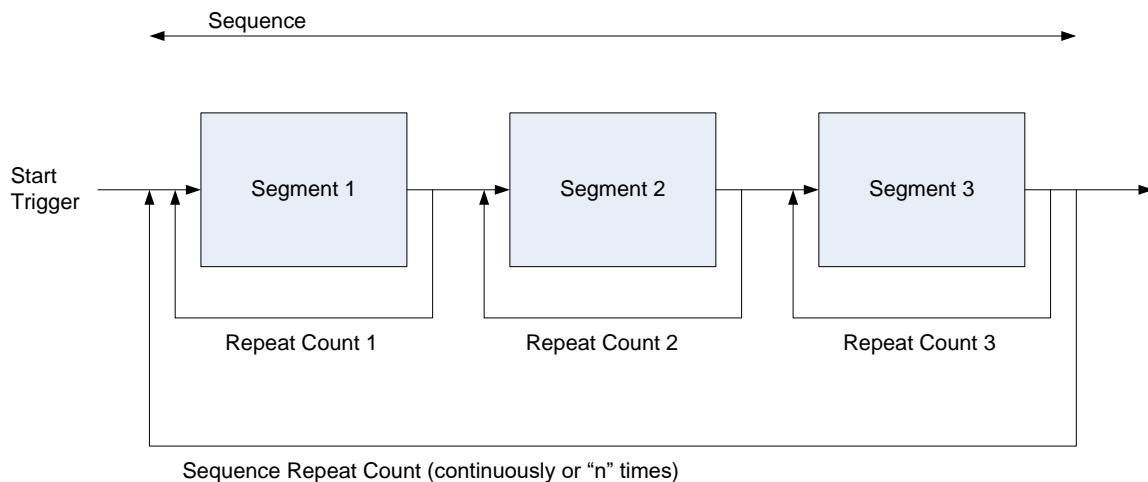 Sequence
Start
Trigger
Segment 1
Segment 2
Segment 3
Repeat Count 1
Repeat Count 2
Repeat Count 3
Sequence Repeat Count (continuously or “n” times)